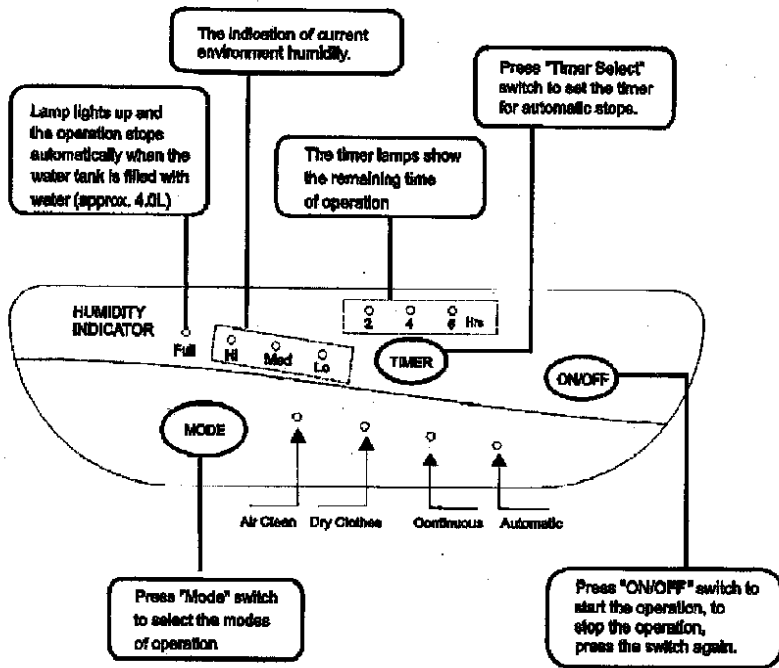 The indication of current
environment humidity.
Press "Timer Select"
switch to set the timer
for automatic stops.
Lamp lights up and
the operation stops
automatically when the
water tank is filled with
water (approx. 4.0L)
The timer lamps show
the remaining time
of operation
HUMIDITY
INDICATOR
Full
Hi
Med
Lo
2 4 6 Hrs
TIMER
ON/OFF
MODE
Air Clean Dry Clothes Continuous Automatic
Press "Mode" switch
to select the modes
of operation
Press "ON/OFF" switch to
start the operation, to
stop the operation,
press the switch again.